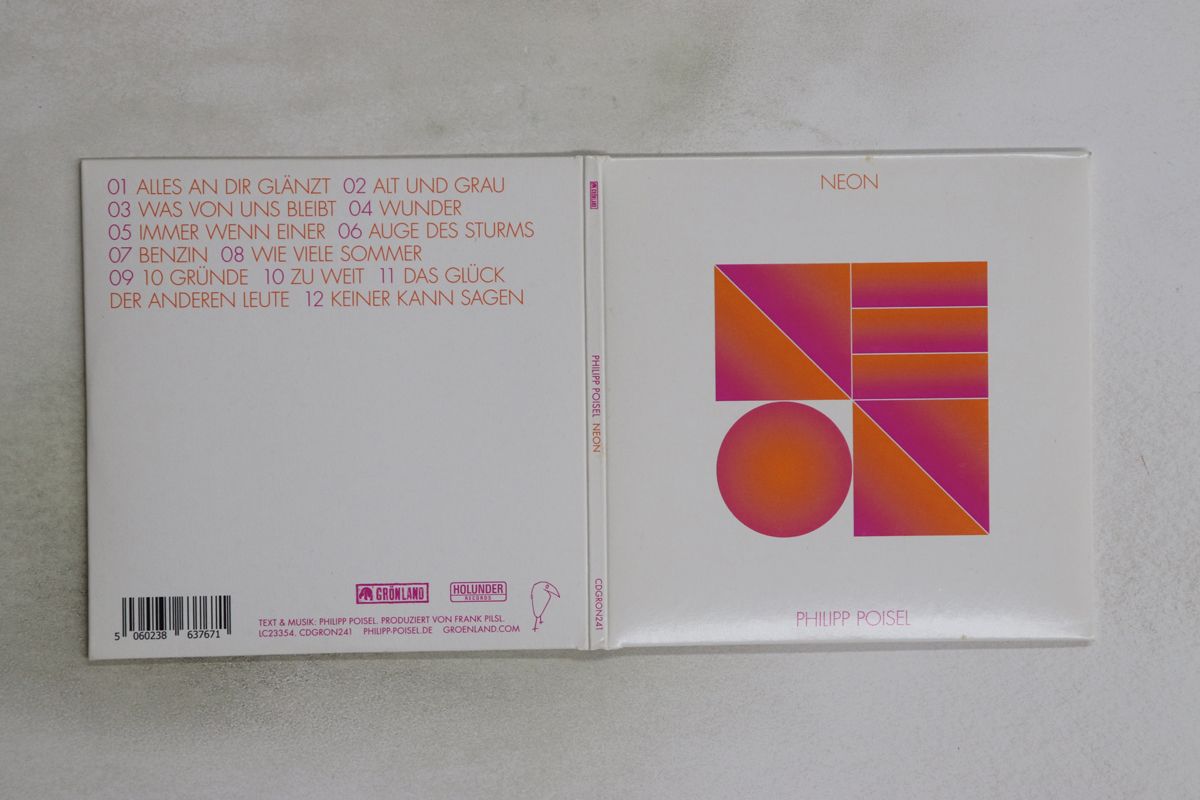 01 ALLES AN DIR GLÄNZT 02 ALT UND GRAU
03 WAS VON UNS BLEIBT 04 WUNDER
05 IMMER WENN EINER 06 AUGE DES STURMS
07 BENZIN 08 WIE VIELE SOMMER
09 10 GRÜNDE 10 ZU WEIT 11 DAS GLÜCK
DER ANDEREN LEUTE 12 KEINER KANN SAGEN
GRÖNLAND
HOLUNDER
RECORDS
5 060238 637671
TEXT & MUSIK: PHILIPP POISEL. PRODUZIERT VON FRANK PILSL.
LC23354. CDGRON241 PHILIPP-POISEL.DE GROENLAND.COM
GRÖNLAND
PHILIPP POISEL NEON
CDGRON241
NEON
NEON
PHILIPP POISEL